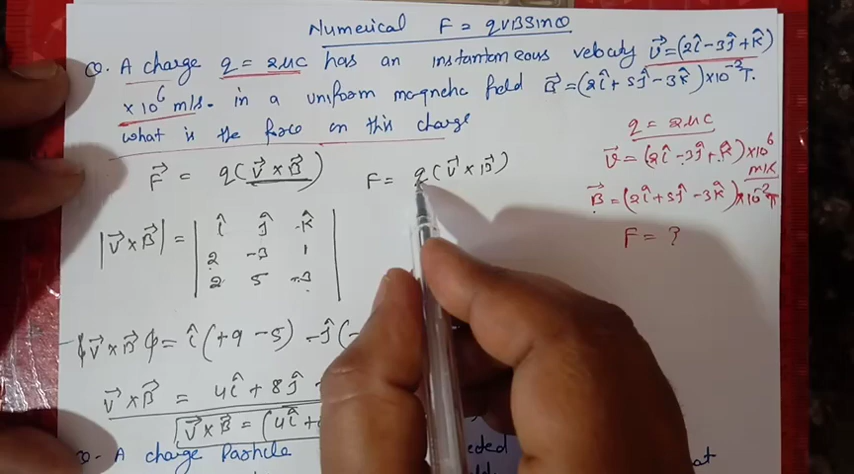 Numerical F = qVBSinθ
Q. A charge q = 2μC has an instantaneous velocity V⃗=(2î-3ĵ+k̂)
×10⁶ m/s. in a uniform magnetic field B⃗=(2î+5ĵ-3k̂)×10⁻² T.
what is the force on this charge
q = 2μC
V⃗=(2î-3ĵ+k̂)×10⁶
m/s
B⃗=(2î+5ĵ-3k̂)×10⁻² T
F = ?
F⃗ = q(V⃗×B⃗) F = q(V⃗×B⃗)
|V⃗×B⃗| = | î ĵ k̂
2 -3 1
2 5 -3 |
V⃗×B⃗ = î(+9-5) -ĵ(-
V⃗×B⃗ = 4î+8ĵ
V⃗×B⃗ = (4î+
Q. A charge Particle